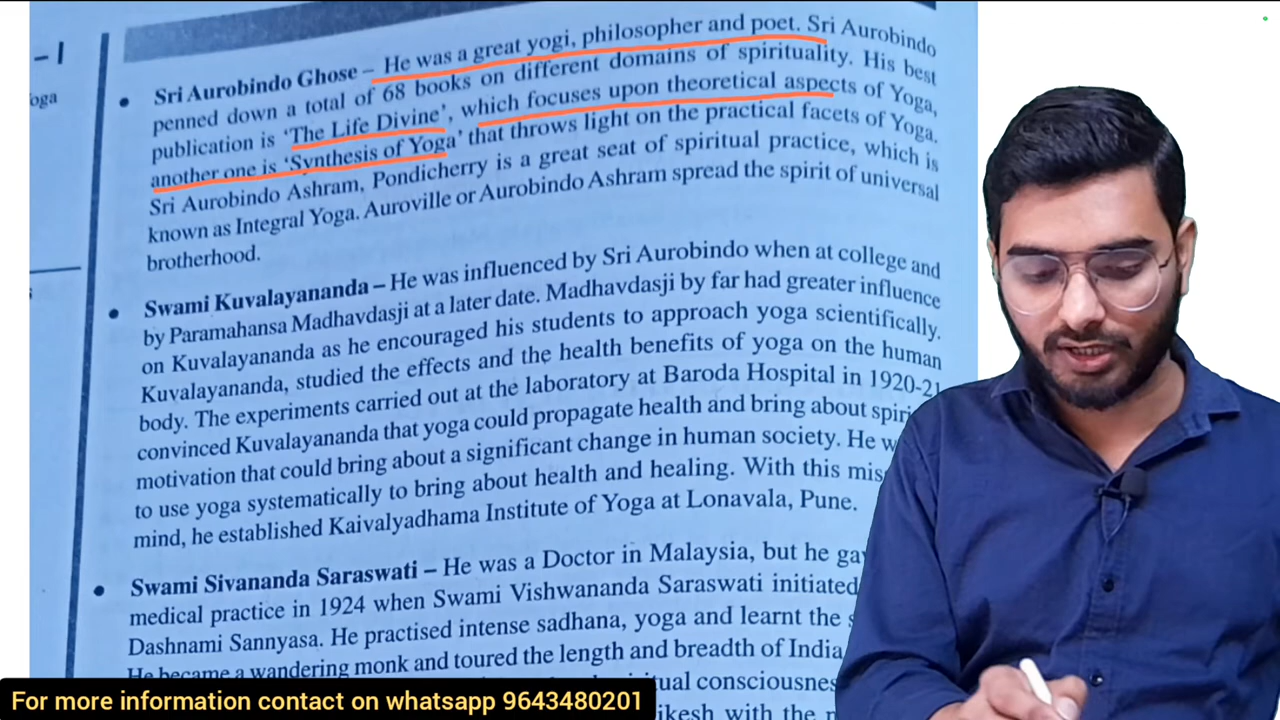 – I
oga
• Sri Aurobindo Ghose – He was a great yogi, philosopher and poet. Sri Aurobindo
penned down a total of 68 books on different domains of spirituality. His best
publication is ‘The Life Divine’, which focuses upon theoretical aspects of Yoga,
another one is ‘Synthesis of Yoga’ that throws light on the practical facets of Yoga.
Sri Aurobindo Ashram, Pondicherry is a great seat of spiritual practice, which is
known as Integral Yoga. Auroville or Aurobindo Ashram spread the spirit of universal
brotherhood.
• Swami Kuvalayananda – He was influenced by Sri Aurobindo when at college and
by Paramahansa Madhavdasji at a later date. Madhavdasji by far had greater influence
on Kuvalayananda as he encouraged his students to approach yoga scientifically.
Kuvalayananda, studied the effects and the health benefits of yoga on the human
body. The experiments carried out at the laboratory at Baroda Hospital in 1920-21
convinced Kuvalayananda that yoga could propagate health and bring about spiri
motivation that could bring about a significant change in human society. He w
to use yoga systematically to bring about health and healing. With this mis
mind, he established Kaivalyadhama Institute of Yoga at Lonavala, Pune.
• Swami Sivananda Saraswati – He was a Doctor in Malaysia, but he ga
medical practice in 1924 when Swami Vishwananda Saraswati initiated
Dashnami Sannyasa. He practised intense sadhana, yoga and learnt the s
He became a wandering monk and toured the length and breadth of India
tual consciousne
ikesh with the
For more information contact on whatsapp 9643480201